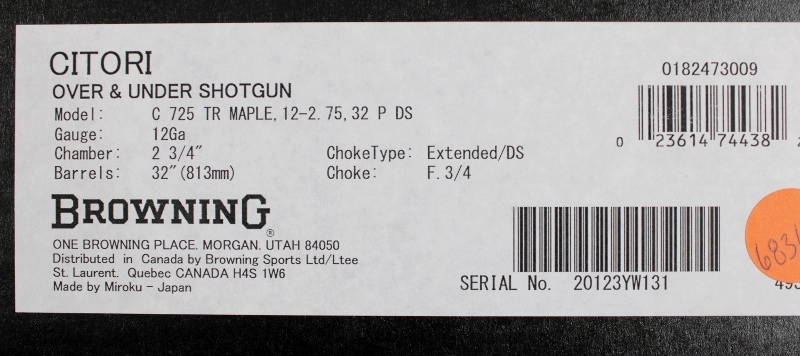 CITORI
OVER & UNDER SHOTGUN
Model: C 725 TR MAPLE,12-2.75,32 P DS
Gauge: 12Ga
Chamber: 2 3/4" ChokeType: Extended/DS
Barrels: 32"(813mm) Choke: F.3/4
0182473009
0 23614 74438
BROWNING®
ONE BROWNING PLACE. MORGAN. UTAH 84050
Distributed in Canada by Browning Sports Ltd/Ltee
St. Laurent. Quebec CANADA H4S 1W6
Made by Miroku - Japan
SERIAL No. 20123YW131